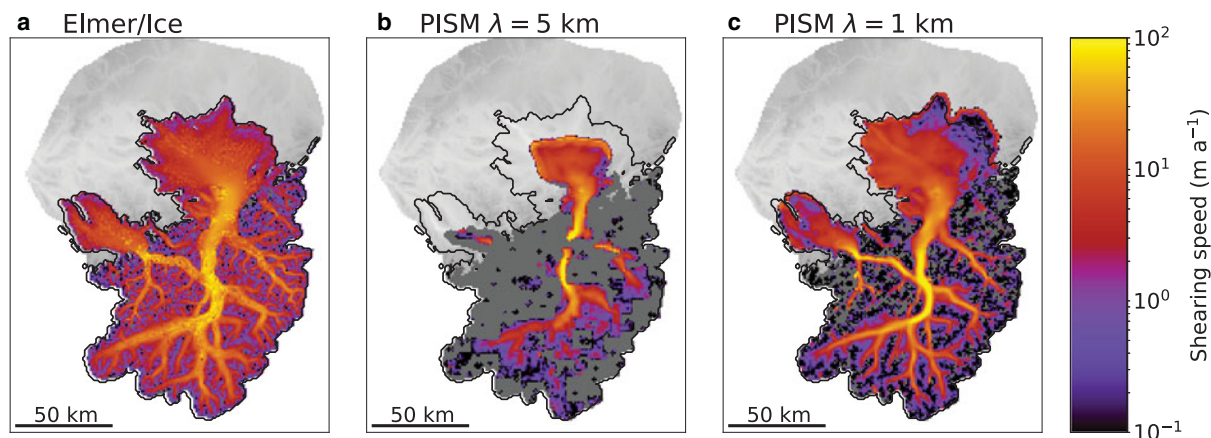 a Elmer/Ice
b PISM λ = 5 km
c PISM λ = 1 km
50 km
50 km
50 km
10²
10¹
10⁰
10⁻¹
Shearing speed (m a⁻¹)